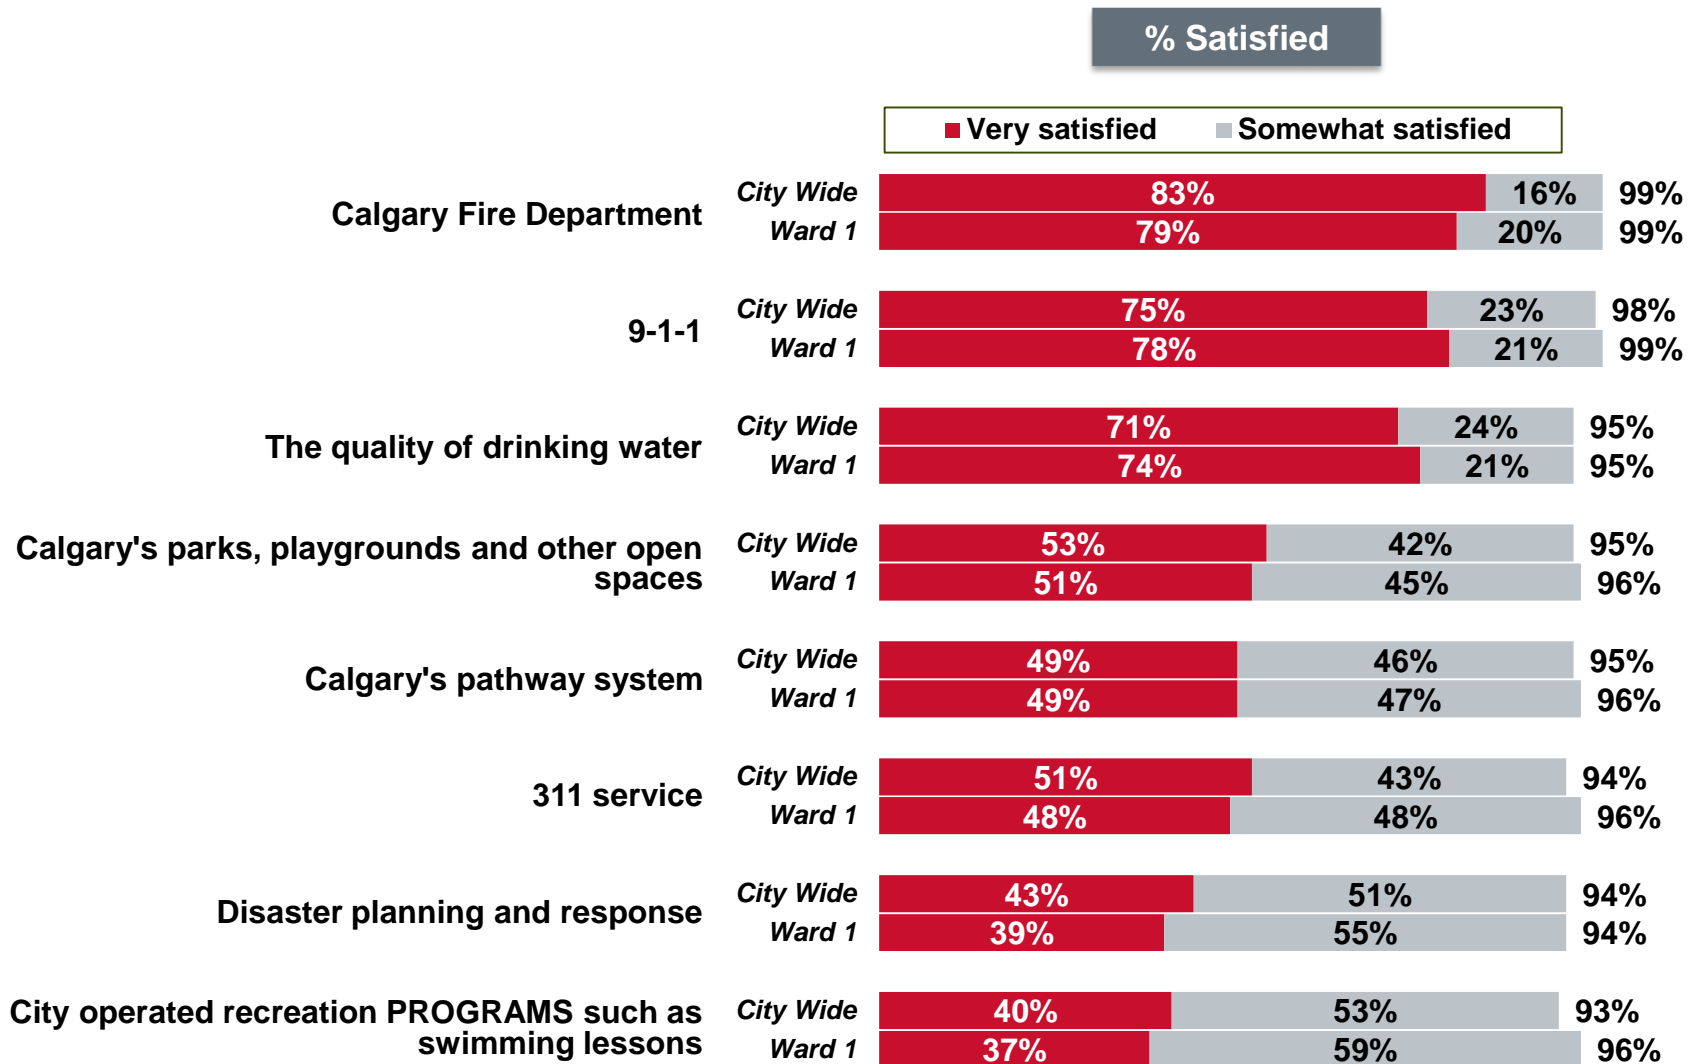 % Satisfied
Very satisfied Somewhat satisfied
Calgary Fire Department
City Wide 83% 16% 99%
Ward 1 79% 20% 99%
9-1-1
City Wide 75% 23% 98%
Ward 1 78% 21% 99%
The quality of drinking water
City Wide 71% 24% 95%
Ward 1 74% 21% 95%
Calgary's parks, playgrounds and other open
spaces
City Wide 53% 42% 95%
Ward 1 51% 45% 96%
Calgary's pathway system
City Wide 49% 46% 95%
Ward 1 49% 47% 96%
311 service
City Wide 51% 43% 94%
Ward 1 48% 48% 96%
Disaster planning and response
City Wide 43% 51% 94%
Ward 1 39% 55% 94%
City operated recreation PROGRAMS such as
swimming lessons
City Wide 40% 53% 93%
Ward 1 37% 59% 96%